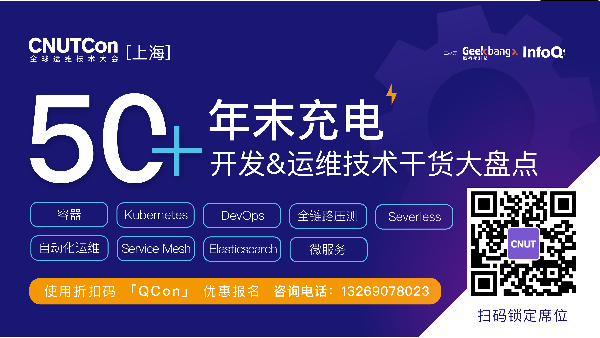 CNUTCon
全球运维技术大会
[上海]
Geekbang>
InfoQ
50+
年末充电
开发&运维技术干货大盘点
容器
Kubernetes
DevOps
全链路压测
Severless
自动化运维
Service Mesh
Elasticsearch
微服务
使用折扣码 「QCon」 优惠报名 咨询电话:13269078023
CNUT
扫码锁定席位